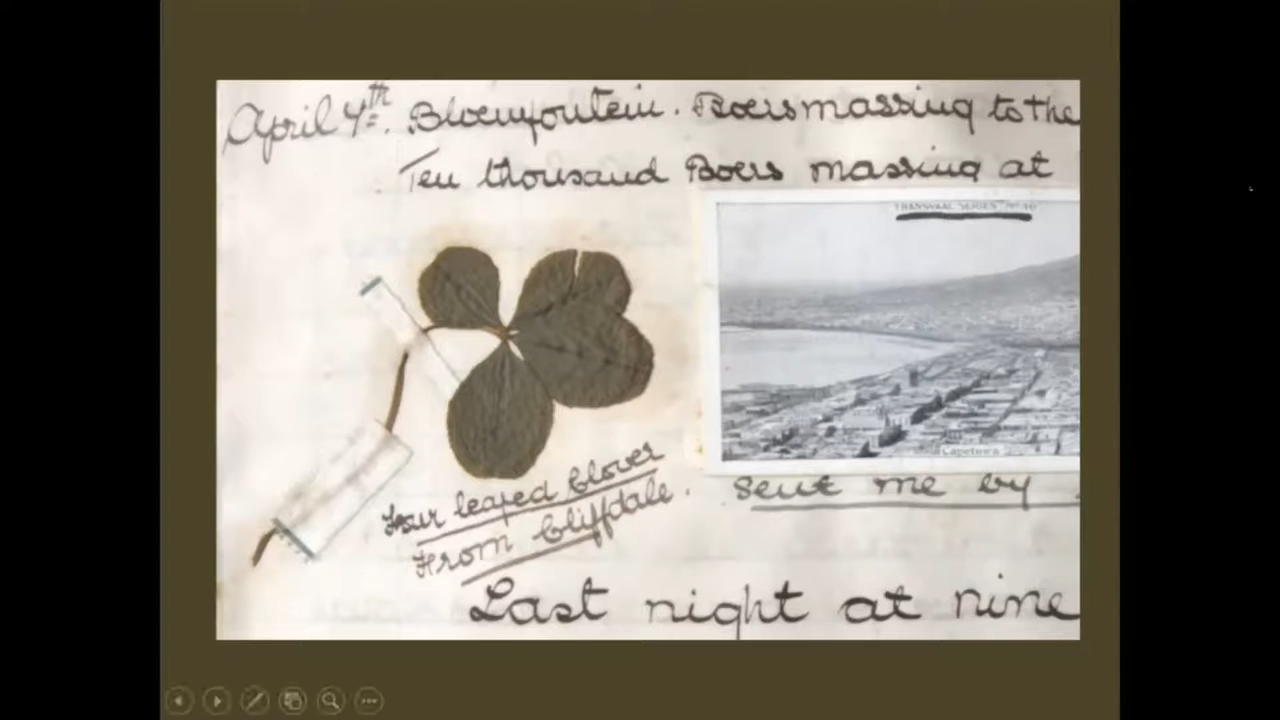 April 4th. Bloemfontein. Boers massing to the
Ten thousand Boers massing at
TRANSVAAL SERIES
Capetown
Four leafed Clover
From Cliffdale.
Sent me by
Last night at nine